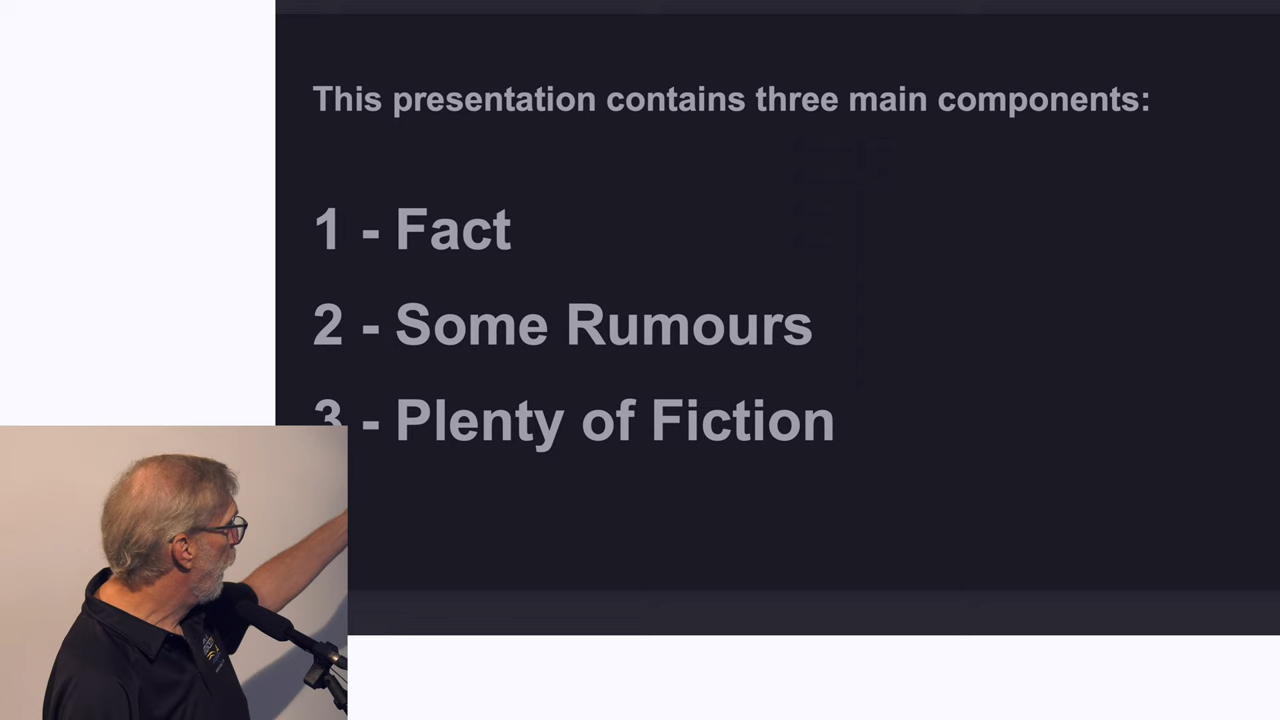 This presentation contains three main components:
1 - Fact
2 - Some Rumours
3 - Plenty of Fiction